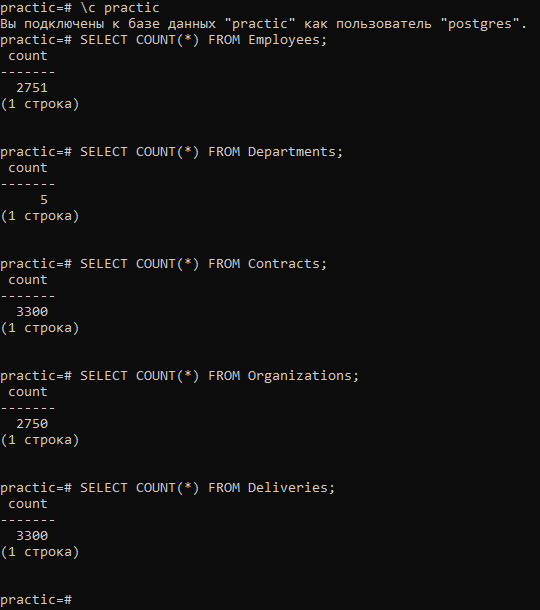 practic=# \c practic
Вы подключены к базе данных "practic" как пользователь "postgres".
practic=# SELECT COUNT(*) FROM Employees;
 count
-------
  2751
(1 строка)
practic=# SELECT COUNT(*) FROM Departments;
 count
-------
     5
(1 строка)
practic=# SELECT COUNT(*) FROM Contracts;
 count
-------
  3300
(1 строка)
practic=# SELECT COUNT(*) FROM Organizations;
 count
-------
  2750
(1 строка)
practic=# SELECT COUNT(*) FROM Deliveries;
 count
-------
  3300
(1 строка)
practic=#